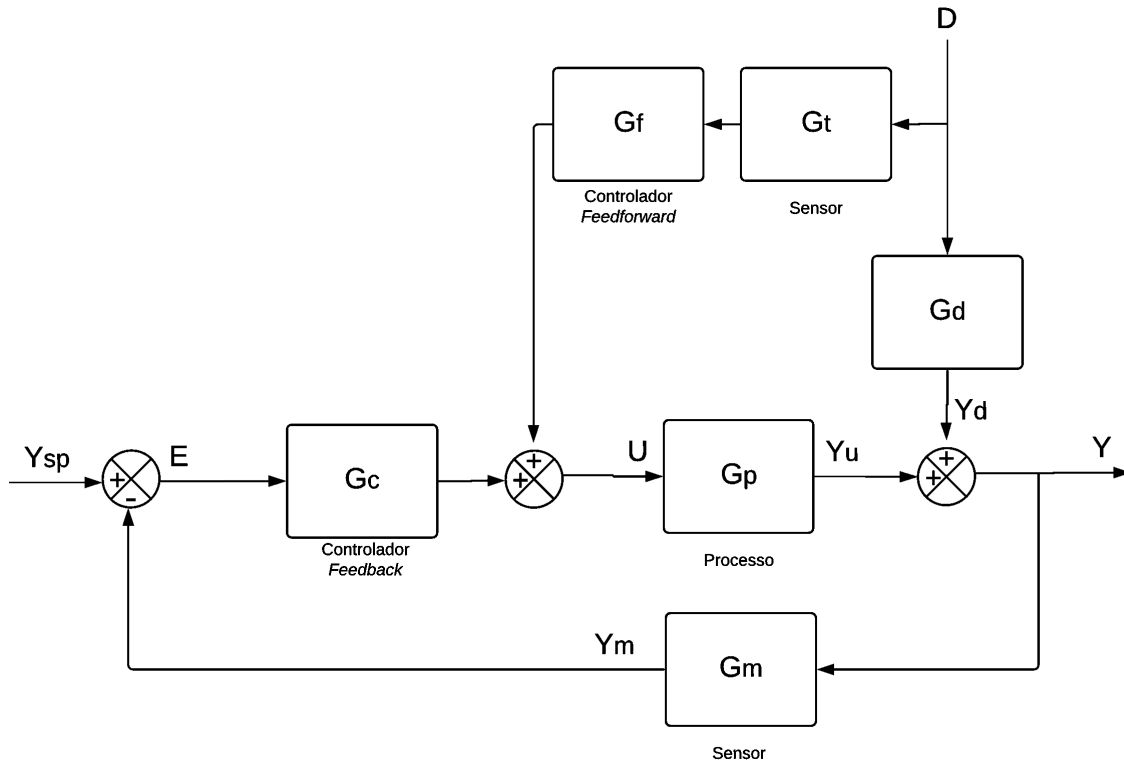 D
Gf
Gt
Controlador
Feedforward
Sensor
Gd
Yd
Ysp
+
-
E
Gc
Controlador
Feedback
+
+
U
Gp
Processo
Yu
+
+
Y
Ym
Gm
Sensor